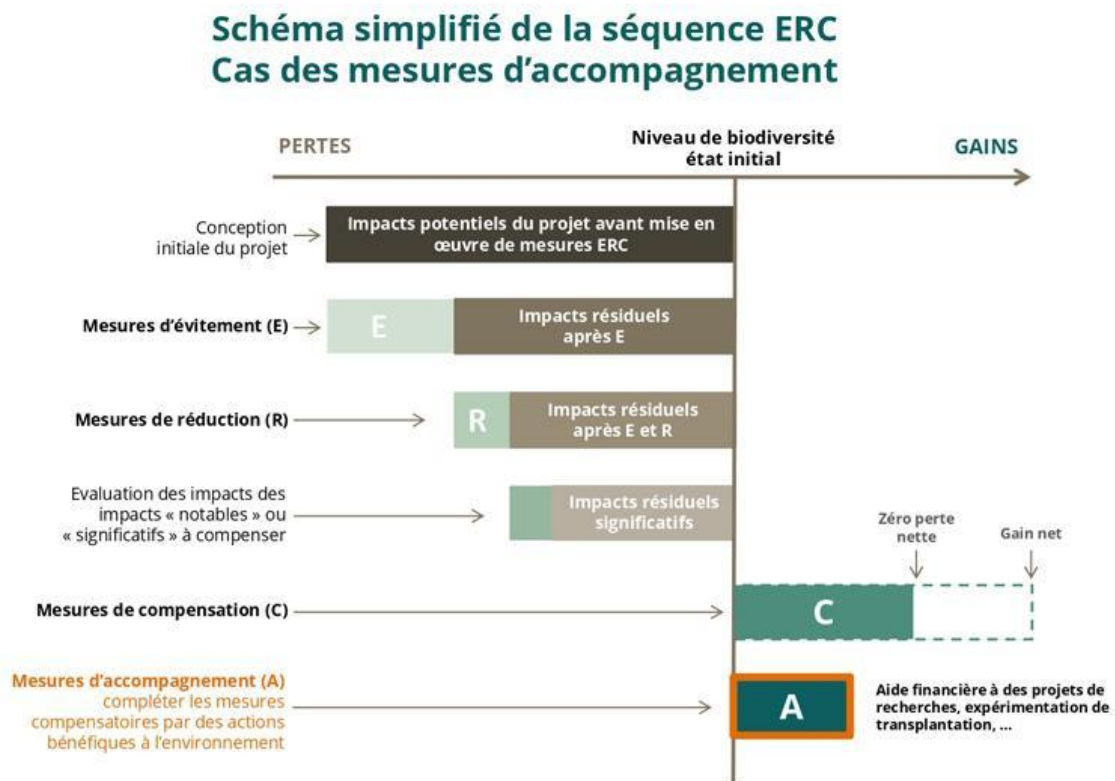 Schéma simplifié de la séquence ERC
Cas des mesures d'accompagnement
PERTES
Niveau de biodiversité
état initial
GAINS
Conception
initiale du projet
Impacts potentiels du projet avant mise en
œuvre de mesures ERC
Mesures d'évitement (E)
E
Impacts résiduels
après E
Mesures de réduction (R)
R
Impacts résiduels
après E et R
Evaluation des impacts des
impacts « notables » ou
« significatifs » à compenser
Impacts résiduels
significatifs
Zéro perte
nette
Gain net
Mesures de compensation (C)
C
Mesures d'accompagnement (A)
compléter les mesures
compensatoires par des actions
bénéfiques à l'environnement
A
Aide financière à des projets de
recherches, expérimentation de
transplantation, ...